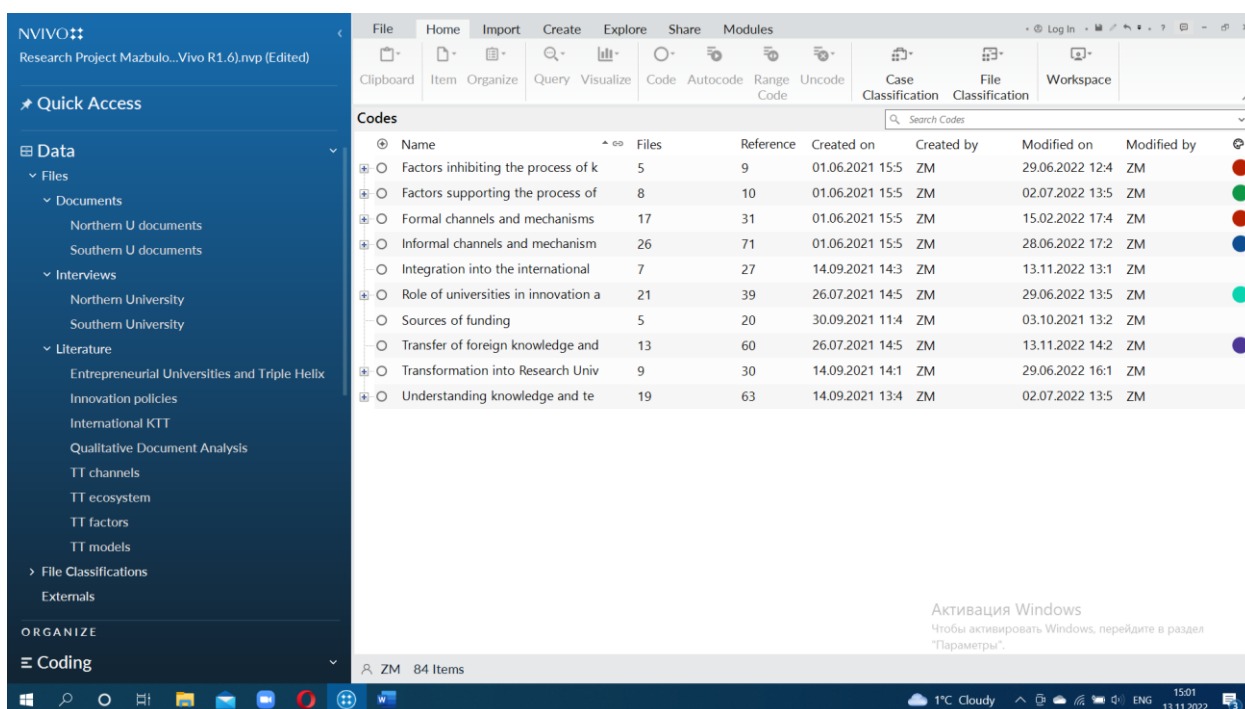 NVIVO
Research Project Mazbulo...Vivo R1.6).nvp (Edited)
Quick Access
Data
Files
Documents
Northern U documents
Southern U documents
Interviews
Northern University
Southern University
Literature
Entrepreneurial Universities and Triple Helix
Innovation policies
International KTT
Qualitative Document Analysis
TT channels
TT ecosystem
TT factors
TT models
File Classifications
Externals
ORGANIZE
Coding
File Home Import Create Explore Share Modules
Log In ?
Clipboard Item Organize Query Visualize Code Autocode Range Code Uncode Case Classification File Classification Workspace
Codes
Search Codes
Name Files Reference Created on Created by Modified on Modified by
Factors inhibiting the process of k 5 9 01.06.2021 15:5 ZM 29.06.2022 12:4 ZM
Factors supporting the process of 8 10 01.06.2021 15:5 ZM 02.07.2022 13:5 ZM
Formal channels and mechanisms 17 31 01.06.2021 15:5 ZM 15.02.2022 17:4 ZM
Informal channels and mechanism 26 71 01.06.2021 15:5 ZM 28.06.2022 17:2 ZM
Integration into the international 7 27 14.09.2021 14:3 ZM 13.11.2022 13:1 ZM
Role of universities in innovation a 21 39 26.07.2021 14:5 ZM 29.06.2022 13:5 ZM
Sources of funding 5 20 30.09.2021 11:4 ZM 03.10.2021 13:2 ZM
Transfer of foreign knowledge and 13 60 26.07.2021 14:5 ZM 13.11.2022 14:2 ZM
Transformation into Research Univ 9 30 14.09.2021 14:1 ZM 29.06.2022 16:1 ZM
Understanding knowledge and te 19 63 14.09.2021 13:4 ZM 02.07.2022 13:5 ZM
Активация Windows
Чтобы активировать Windows, перейдите в раздел
"Параметры".
ZM 84 Items
1°C Cloudy ENG 15:01
13.11.2022 3